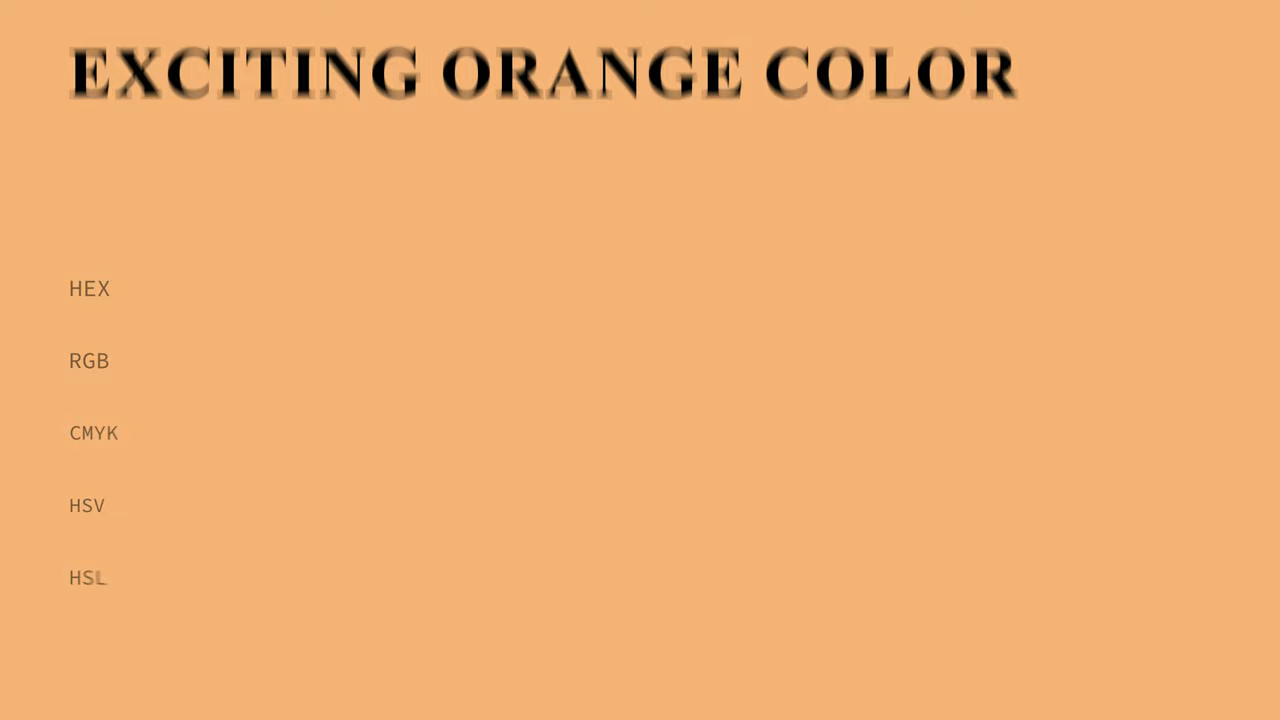 EXCITING ORANGE COLOR
HEX
RGB
CMYK
HSV
HSL